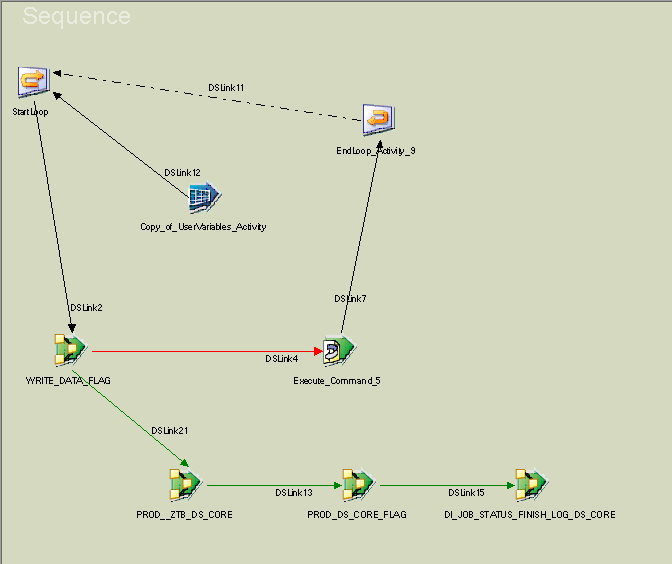 Sequence
DSLink11
StartLoop
EndLoop_Activity_9
DSLink12
Copy_of_UserVariables_Activity
DSLink7
DSLink2
DSLink4
WRITE_DATA_FLAG
Execute_Command_5
DSLink21
DSLink13
DSLink15
PROD__ZTB_DS_CORE
PROD_DS_CORE_FLAG
DI_JOB_STATUS_FINISH_LOG_DS_CORE